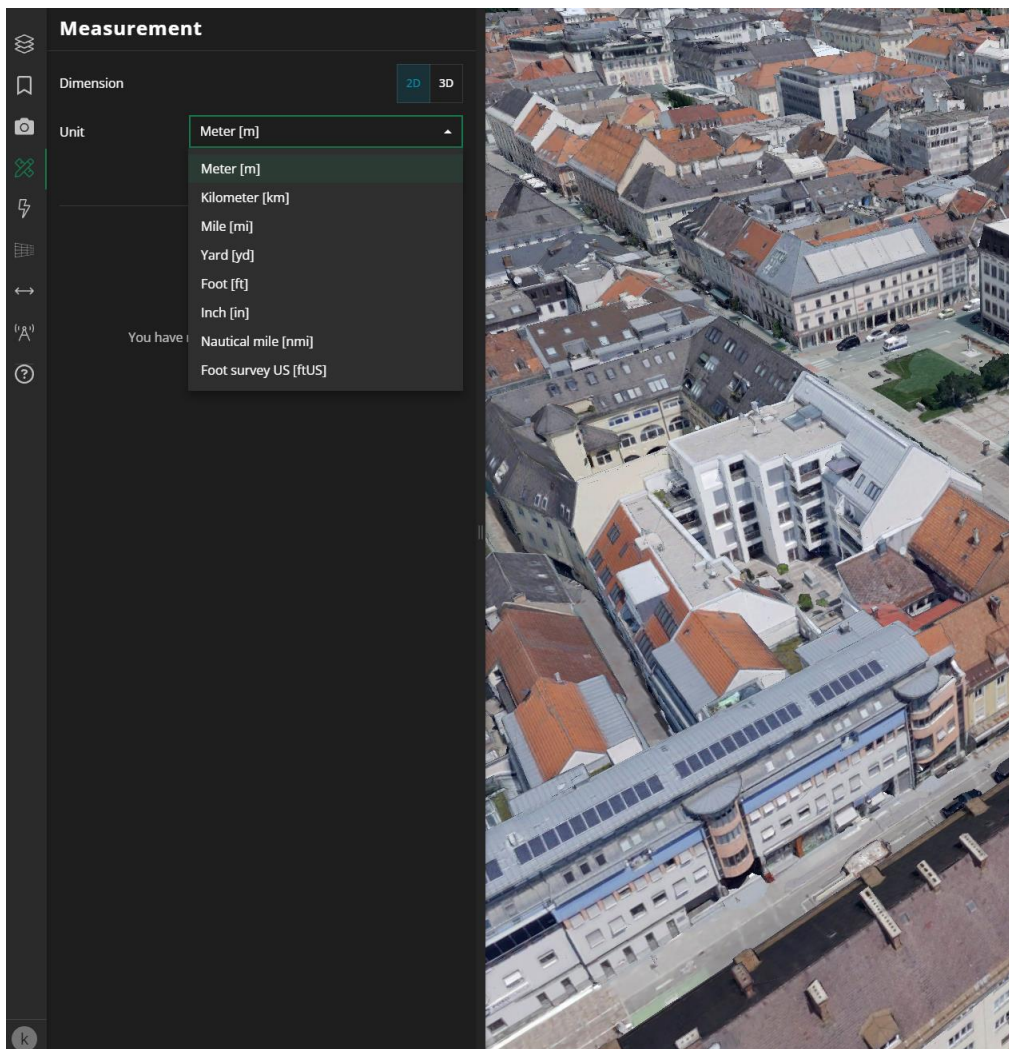 Measurement
Dimension
2D 3D
Unit
Meter [m]
Meter [m]
Kilometer [km]
Mile [mi]
Yard [yd]
Foot [ft]
Inch [in]
Nautical mile [nmi]
You have
Foot survey US [ftUS]
k